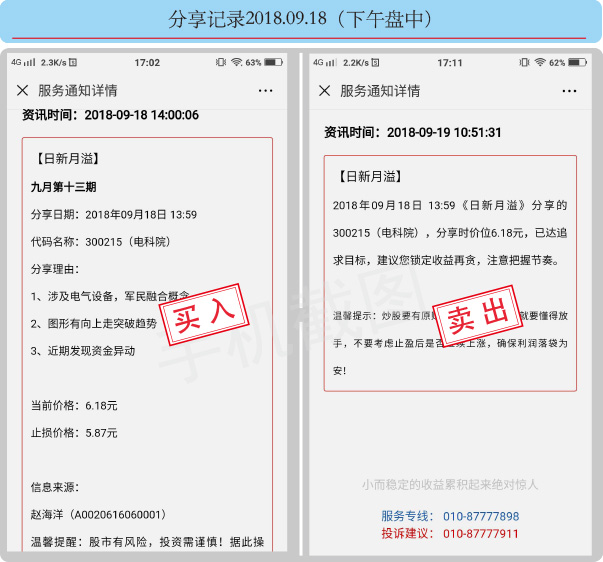 分享记录2018.09.18（下午盘中）
4G 2.3K/s 17:02 63%
服务通知详情
资讯时间：2018-09-18 14:00:06
【日新月溢】
九月第十三期
分享日期：2018年09月18日 13:59
代码名称：300215（电科院）
分享理由：
1、涉及电气设备，军民融合概念
2、图形有向上走突破趋势
3、近期发现资金异动
买入
当前价格：6.18元
止损价格：5.87元
信息来源：
赵海洋（A0020616060001）
温馨提醒：股市有风险，投资需谨慎！据此操
4G 2.2K/s 17:11 62%
服务通知详情
资讯时间：2018-09-19 10:51:31
【日新月溢】
2018年09月18日 13:59《日新月溢》分享的
300215（电科院），分享时价位6.18元，已达追
求目标，建议您锁定收益再贪，注意把握节奏。
温馨提示：炒股要有原 就要懂得放
手，不要考虑止盈后是否 续上涨，确保利润落袋为
安！
卖出
小而稳定的收益累积起来绝对惊人
服务专线：010-87777898
投诉建议：010-87777911
手机截图